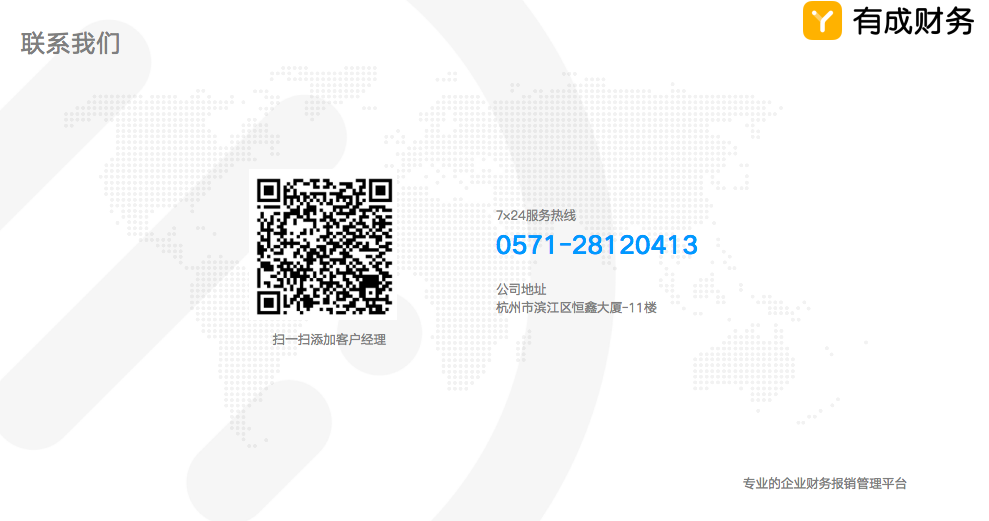 联系我们
有成财务
7×24服务热线
0571-28120413
公司地址
杭州市滨江区恒鑫大厦-11楼
扫一扫添加客户经理
专业的企业财务报销管理平台